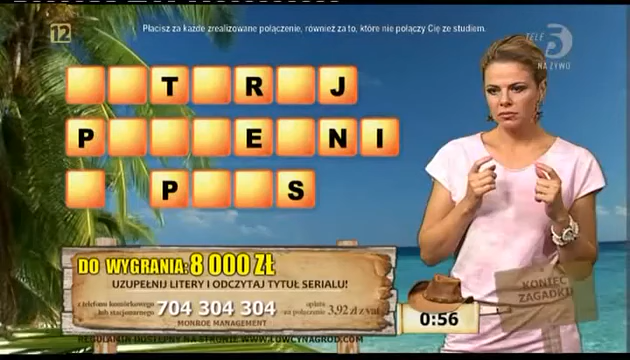 12
Płacisz za każde zrealizowane połączenie, również za to, które nie połączy Cię ze studiem.
TELE 5
NA ŻYWO
T R J
P E N I
P S
DO WYGRANIA: 8 000 ZŁ
UZUPEŁNIJ LITERY I ODCZYTAJ TYTUŁ SERIALU!
z telefonu komórkowego lub stacjonarnego
704 304 304
opłata za połączenie 3,92 zł z vat
MONROE MANAGEMENT
KONIEC ZAGADKI
0:56
REGULAMIN DOSTĘPNY NA STRONIE WWW.LOWCYNAGROD.COM